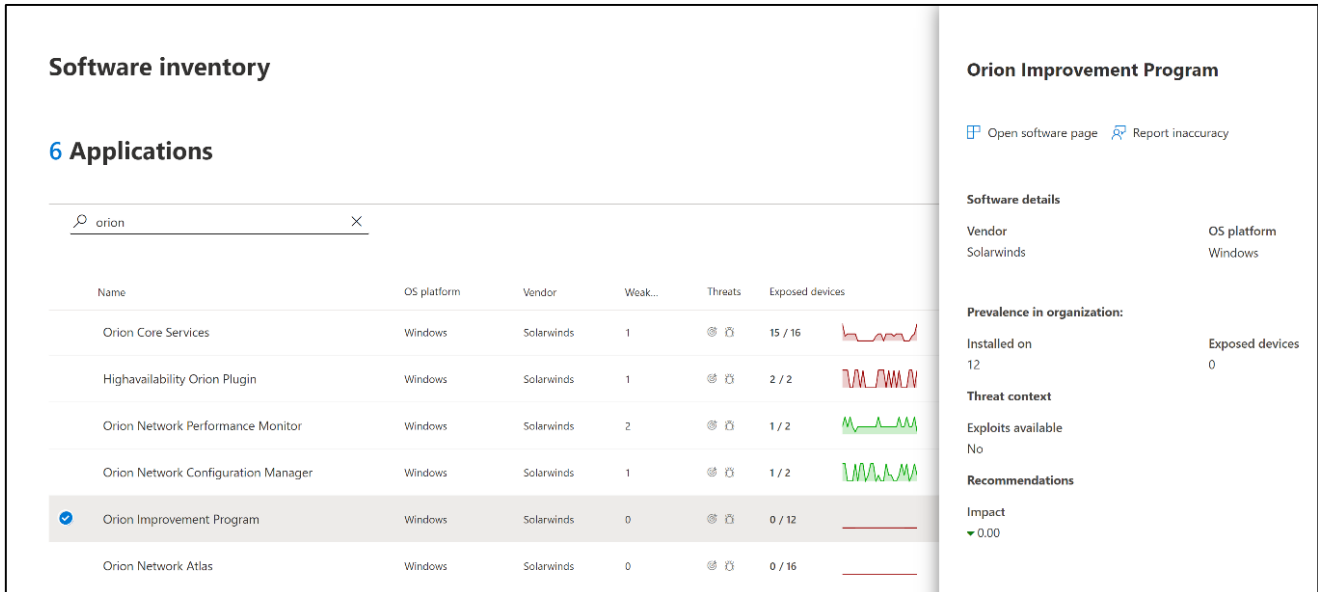 Software inventory
6 Applications
orion
Name OS platform Vendor Weak... Threats Exposed devices
Orion Core Services Windows Solarwinds 1 15 / 16
Highavailability Orion Plugin Windows Solarwinds 1 2 / 2
Orion Network Performance Monitor Windows Solarwinds 2 1 / 2
Orion Network Configuration Manager Windows Solarwinds 1 1 / 2
Orion Improvement Program Windows Solarwinds 0 0 / 12
Orion Network Atlas Windows Solarwinds 0 0 / 16
Orion Improvement Program
Open software page Report inaccuracy
Software details
Vendor OS platform
Solarwinds Windows
Prevalence in organization:
Installed on Exposed devices
12 0
Threat context
Exploits available
No
Recommendations
Impact
0.00